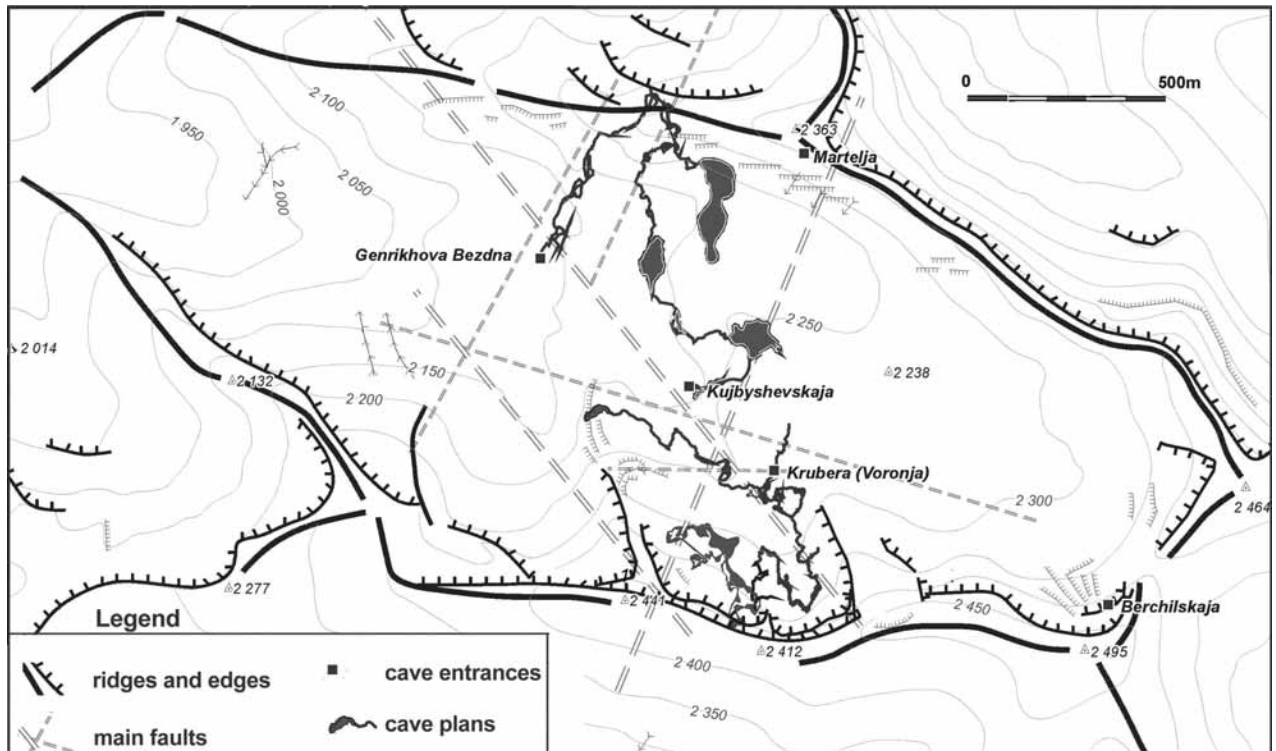 0 500m
2 100
1 950
2 363
Martelja
2 050
2 000
Genrikhova Bezdna
2 250
2 014
2 132
2 150
2 238
Kujbyshevskaja
2 200
Krubera (Voronja)
2 300
2 464
2 277
2 441
2 450
Berchilskaja
Legend
2 412
2 495
2 400
ridges and edges
cave entrances
2 350
main faults
cave plans